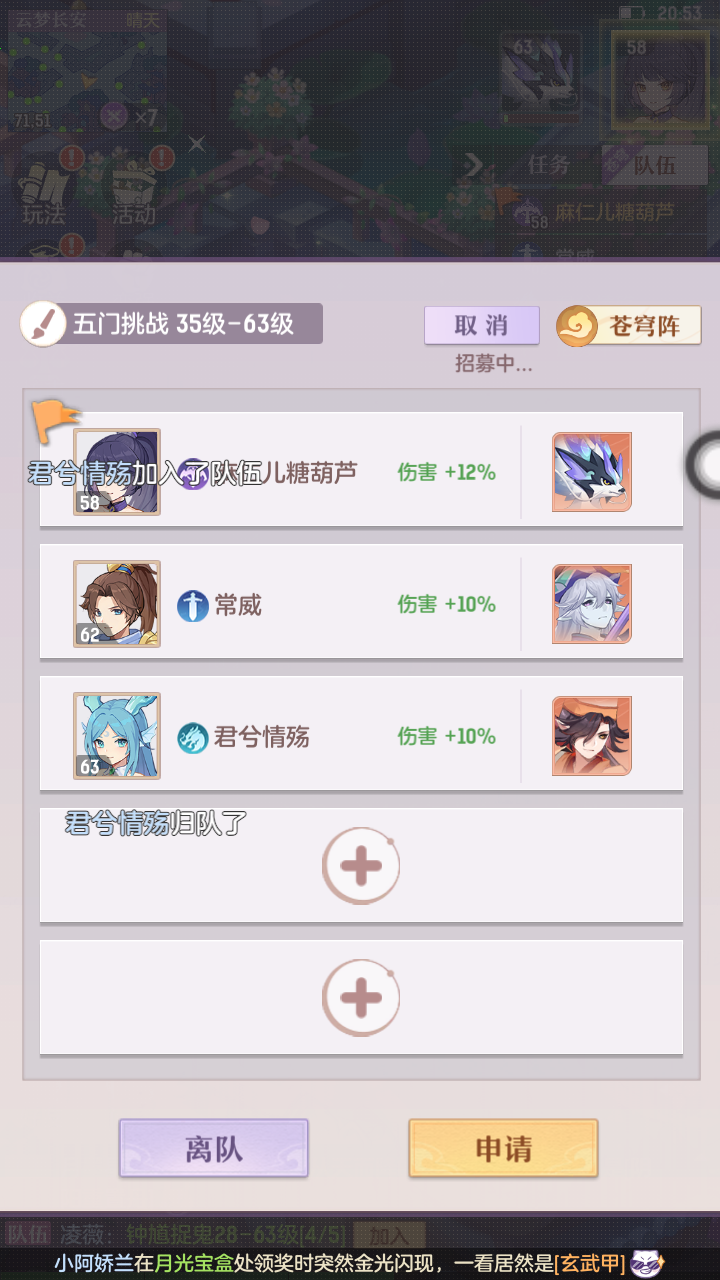 云梦长安 晴天
20:53
63
58
71,51
×7
玩法
活动
任务
队伍
58 麻仁儿糖葫芦
常威
五门挑战 35级-63级
取消
苍穹阵
招募中...
君兮情殇加入了队伍
儿糖葫芦
伤害 +12%
58
常威
伤害 +10%
62
君兮情殇
伤害 +10%
63
君兮情殇归队了
离队
申请
队伍 凌薇：钟馗捉鬼28-63级[4/5] 加入
小阿娇兰在月光宝盒处领奖时突然金光闪现，一看居然是[玄武甲]